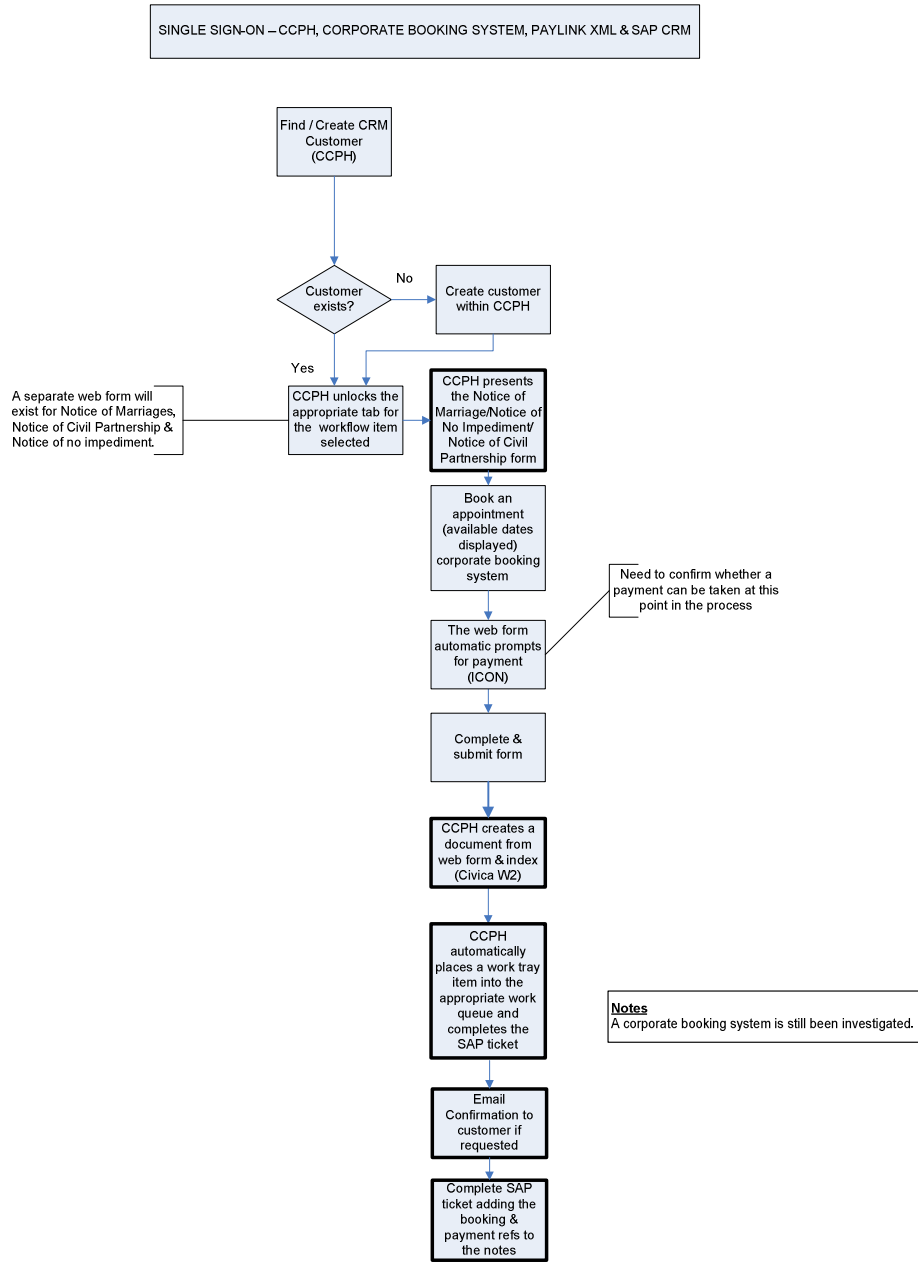 SINGLE SIGN-ON – CCPH, CORPORATE BOOKING SYSTEM, PAYLINK XML & SAP CRM
Find / Create CRM
Customer
(CCPH)
Customer
exists?
No
Create customer
within CCPH
Yes
A separate web form will
exist for Notice of Marriages,
Notice of Civil Partnership &
Notice of no impediment.
CCPH unlocks the
appropriate tab for
the workflow item
selected
CCPH presents
the Notice of
Marriage/Notice of
No Impediment/
Notice of Civil
Partnership form
Book an
appointment
(available dates
displayed)
corporate booking
system
Need to confirm whether a
payment can be taken at this
point in the process
The web form
automatic prompts
for payment
(ICON)
Complete &
submit form
CCPH creates a
document from
web form & index
(Civica W2)
CCPH
automatically
places a work tray
item into the
appropriate work
queue and
completes the
SAP ticket
Notes
A corporate booking system is still been investigated.
Email
Confirmation to
customer if
requested
Complete SAP
ticket adding the
booking &
payment refs to
the notes